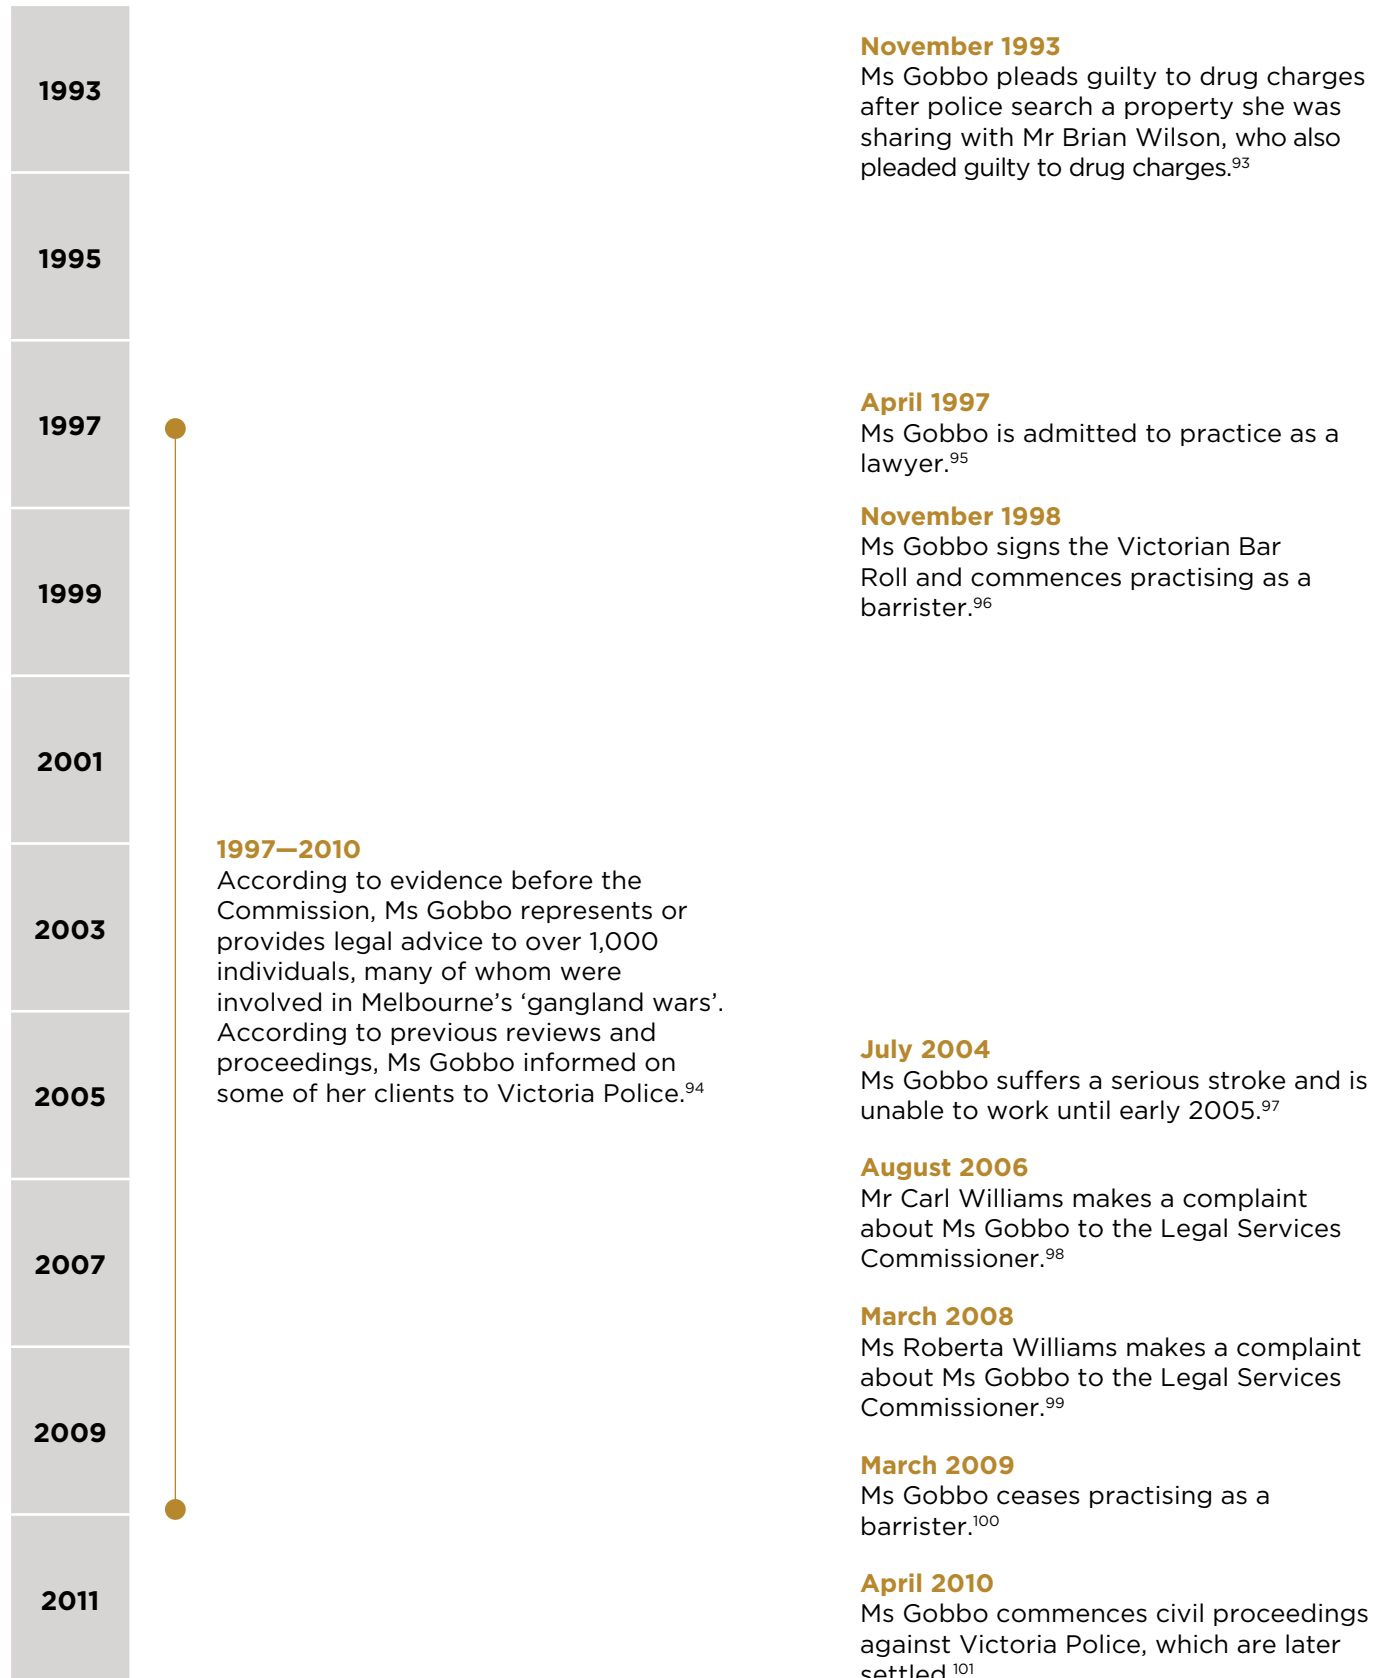 1993
1995
1997
1999
2001
2003
2005
2007
2009
2011
1997—2010
According to evidence before the
Commission, Ms Gobbo represents or
provides legal advice to over 1,000
individuals, many of whom were
involved in Melbourne’s ‘gangland wars’.
According to previous reviews and
proceedings, Ms Gobbo informed on
some of her clients to Victoria Police.94
November 1993
Ms Gobbo pleads guilty to drug charges
after police search a property she was
sharing with Mr Brian Wilson, who also
pleaded guilty to drug charges.93
April 1997
Ms Gobbo is admitted to practice as a
lawyer.95
November 1998
Ms Gobbo signs the Victorian Bar
Roll and commences practising as a
barrister.96
July 2004
Ms Gobbo suffers a serious stroke and is
unable to work until early 2005.97
August 2006
Mr Carl Williams makes a complaint
about Ms Gobbo to the Legal Services
Commissioner.98
March 2008
Ms Roberta Williams makes a complaint
about Ms Gobbo to the Legal Services
Commissioner.99
March 2009
Ms Gobbo ceases practising as a
barrister.100
April 2010
Ms Gobbo commences civil proceedings
against Victoria Police, which are later
settled.101